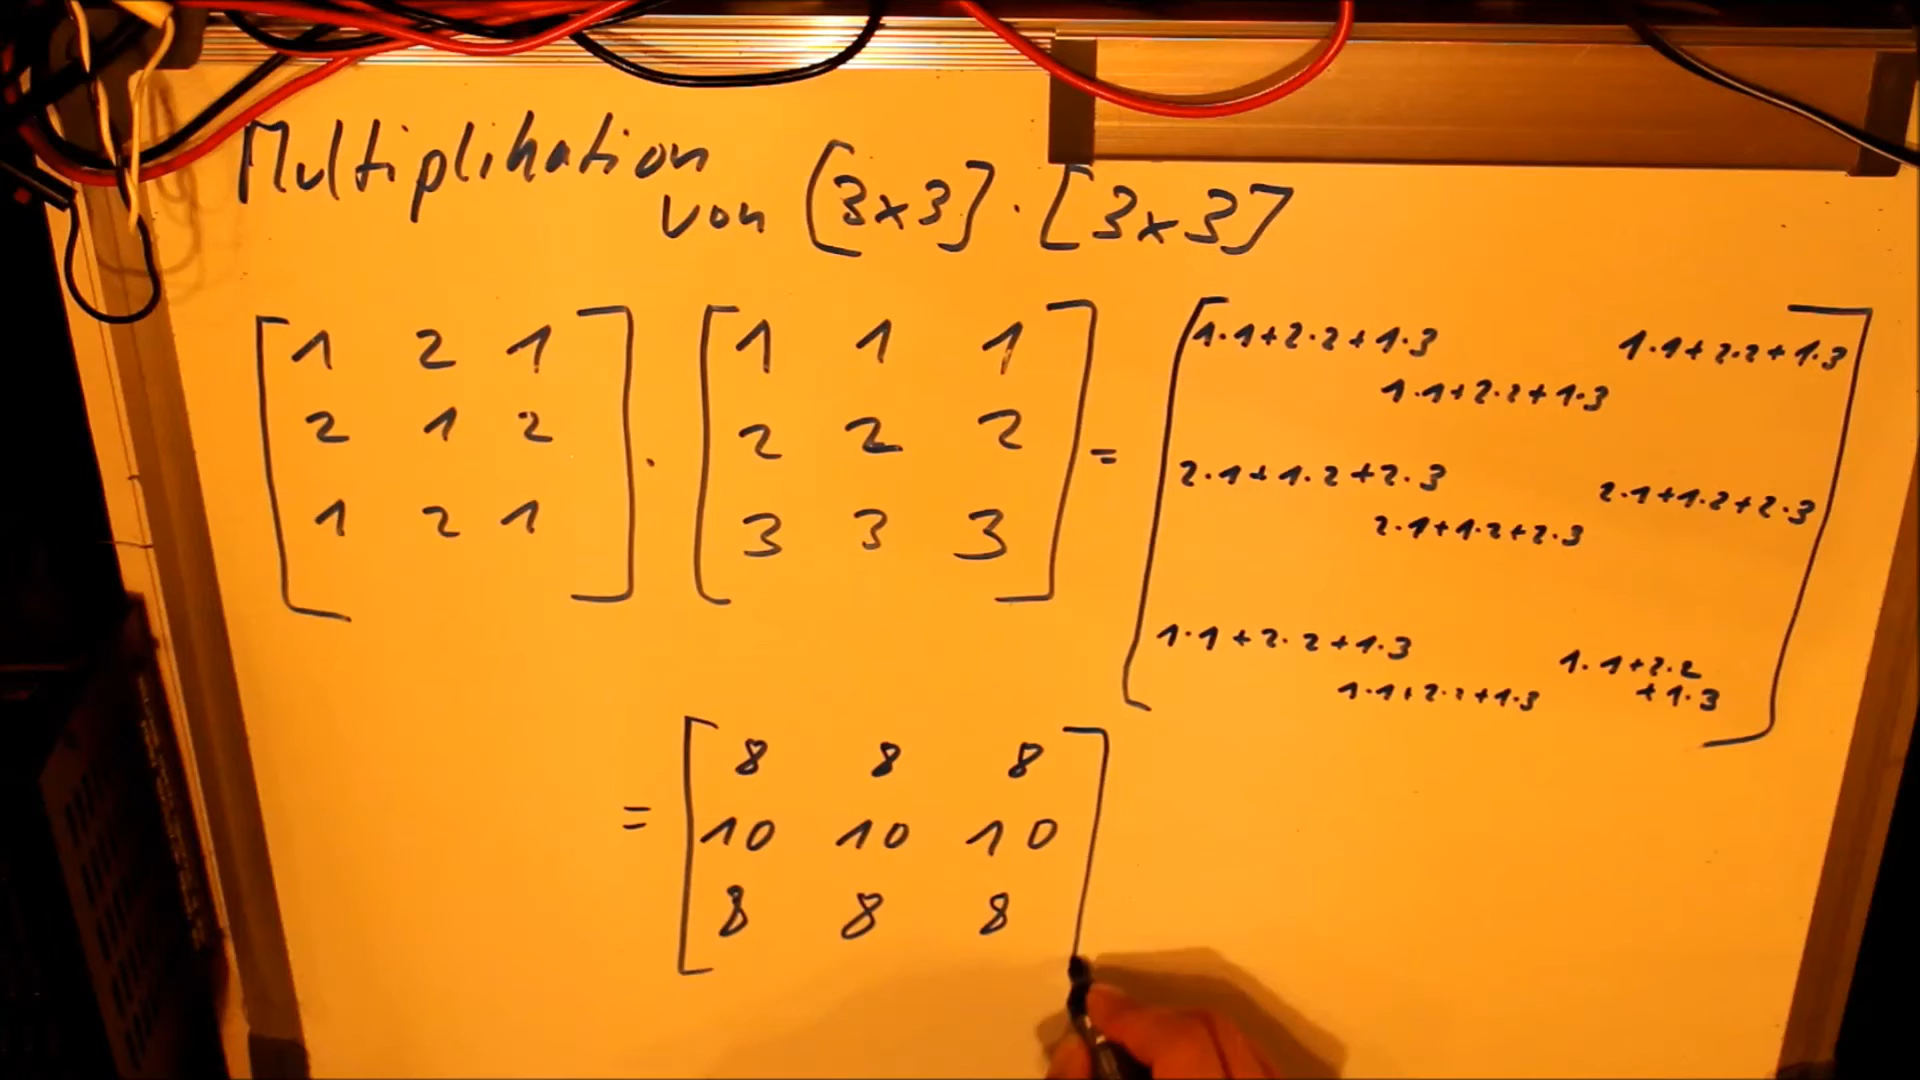 Multiplikation
von [3x3] · [3x3]
[1 2 1] [1 1 1] [1·1+2·2+1·3 1·1+2·2+1·3 1·1+2·2+1·3]
[2 1 2] · [2 2 2] = [2·1+1·2+2·3 2·1+1·2+2·3 2·1+1·2+2·3]
[1 2 1] [3 3 3] [1·1+2·2+1·3 1·1+2·2+1·3 1·1+2·2+1·3]
[8 8 8]
= [10 10 10]
[8 8 8]